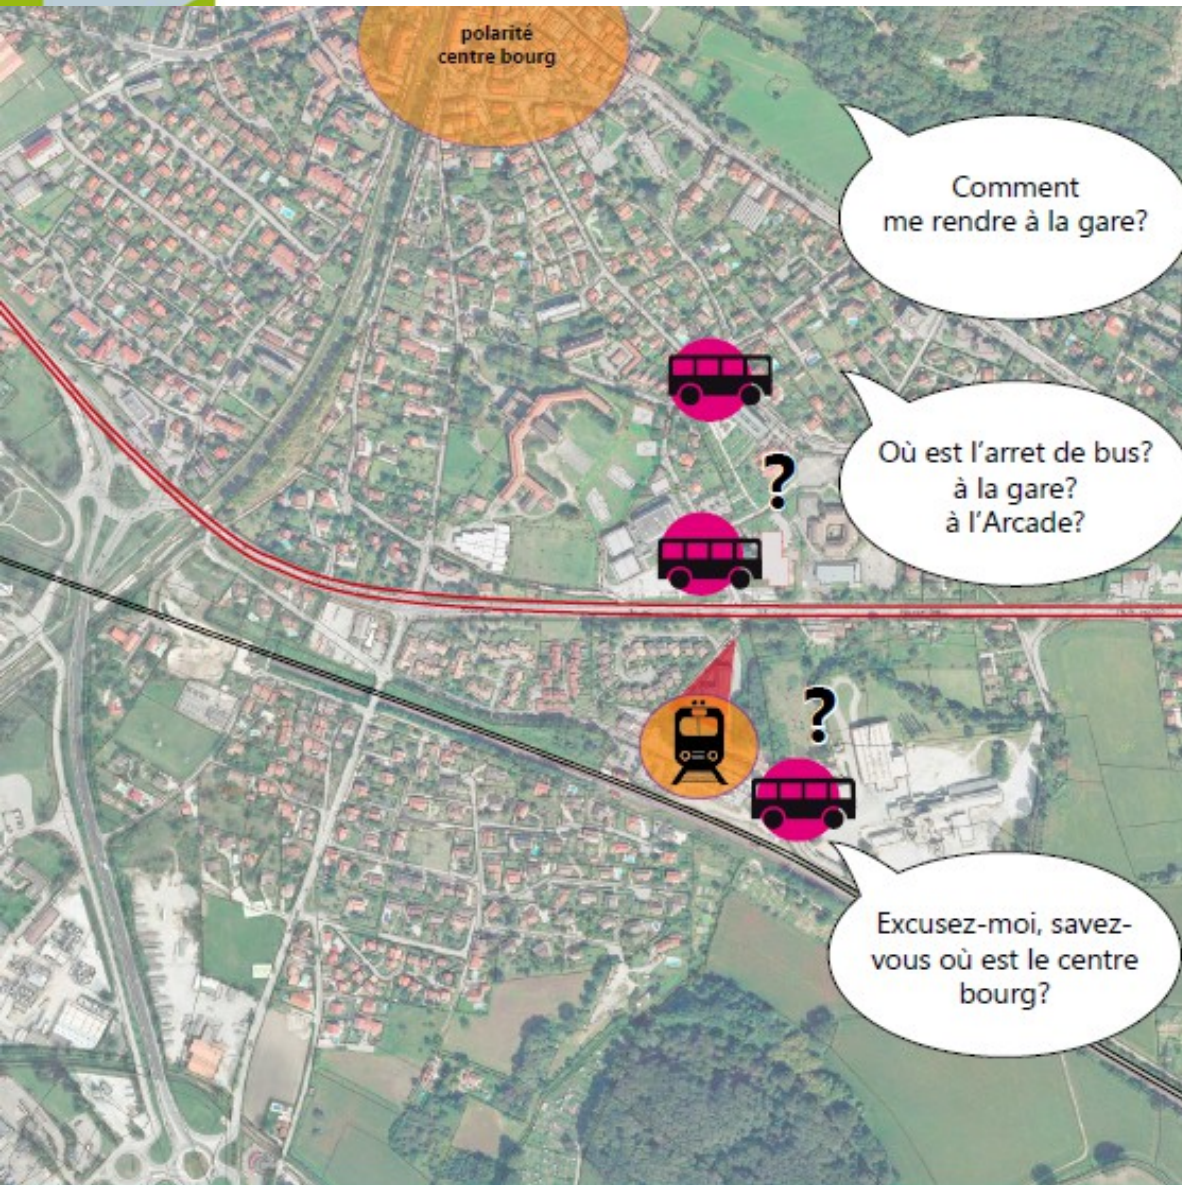 polarité
centre bourg
Comment
me rendre à la gare?
Où est l'arret de bus?
à la gare?
à l'Arcade?
?
?
Excusez-moi, savez-
vous où est le centre
bourg?